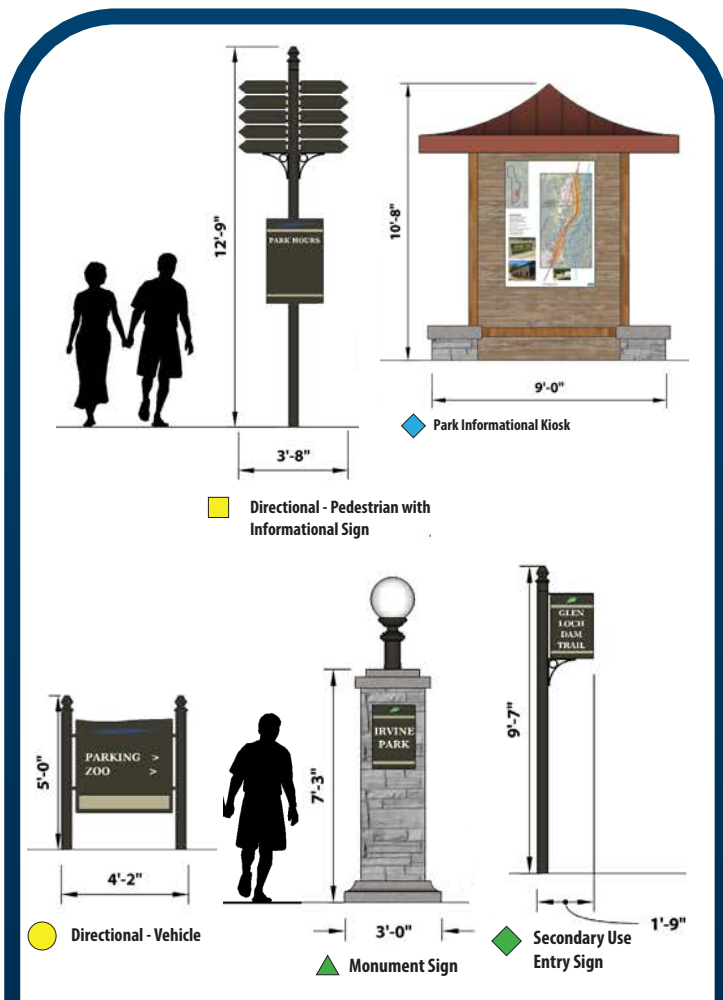 12'-9"
PARK HOURS
3'-8"
Directional - Pedestrian with
Informational Sign
10'-8"
9'-0"
Park Informational Kiosk
5'-0"
PARKING >
ZOO >
4'-2"
Directional - Vehicle
7'-3"
IRVINE
PARK
3'-0"
Monument Sign
9'-7"
GLEN
LOCH
DAM
TRAIL
1'-9"
Secondary Use
Entry Sign